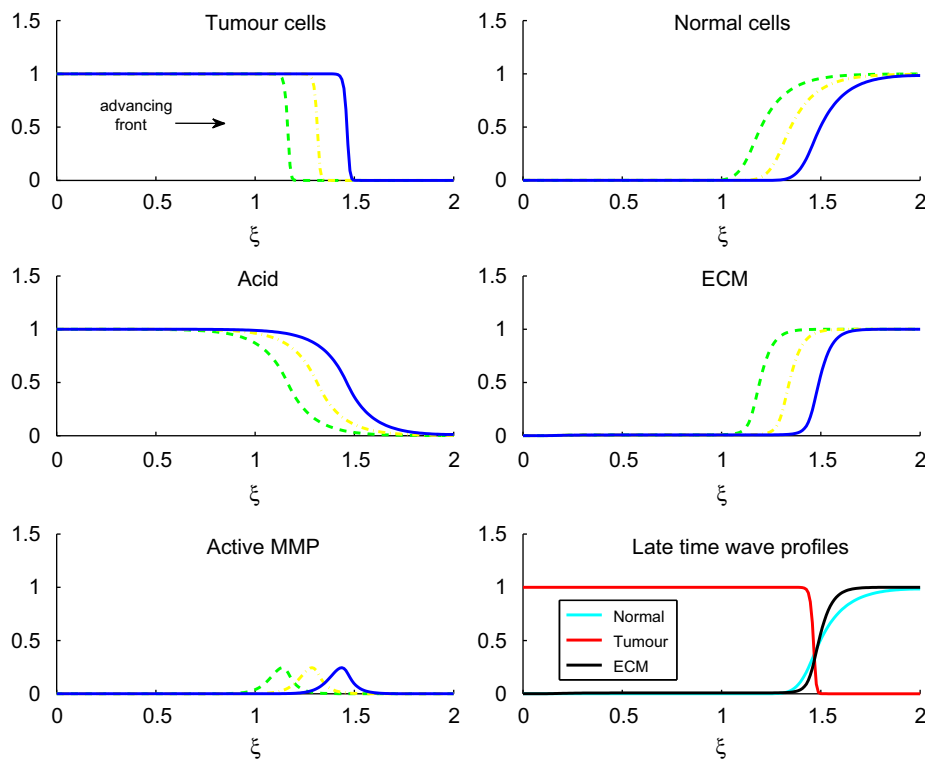 Tumour cells
1.5
1
0.5
0
advancing
front
0 0.5 1 1.5 2
ξ
Normal cells
1.5
1
0.5
0
0 0.5 1 1.5 2
ξ
Acid
1.5
1
0.5
0
0 0.5 1 1.5 2
ξ
ECM
1.5
1
0.5
0
0 0.5 1 1.5 2
ξ
Active MMP
1.5
1
0.5
0
0 0.5 1 1.5 2
ξ
Late time wave profiles
1.5
1
0.5
0
Normal
Tumour
ECM
0 0.5 1 1.5 2
ξ